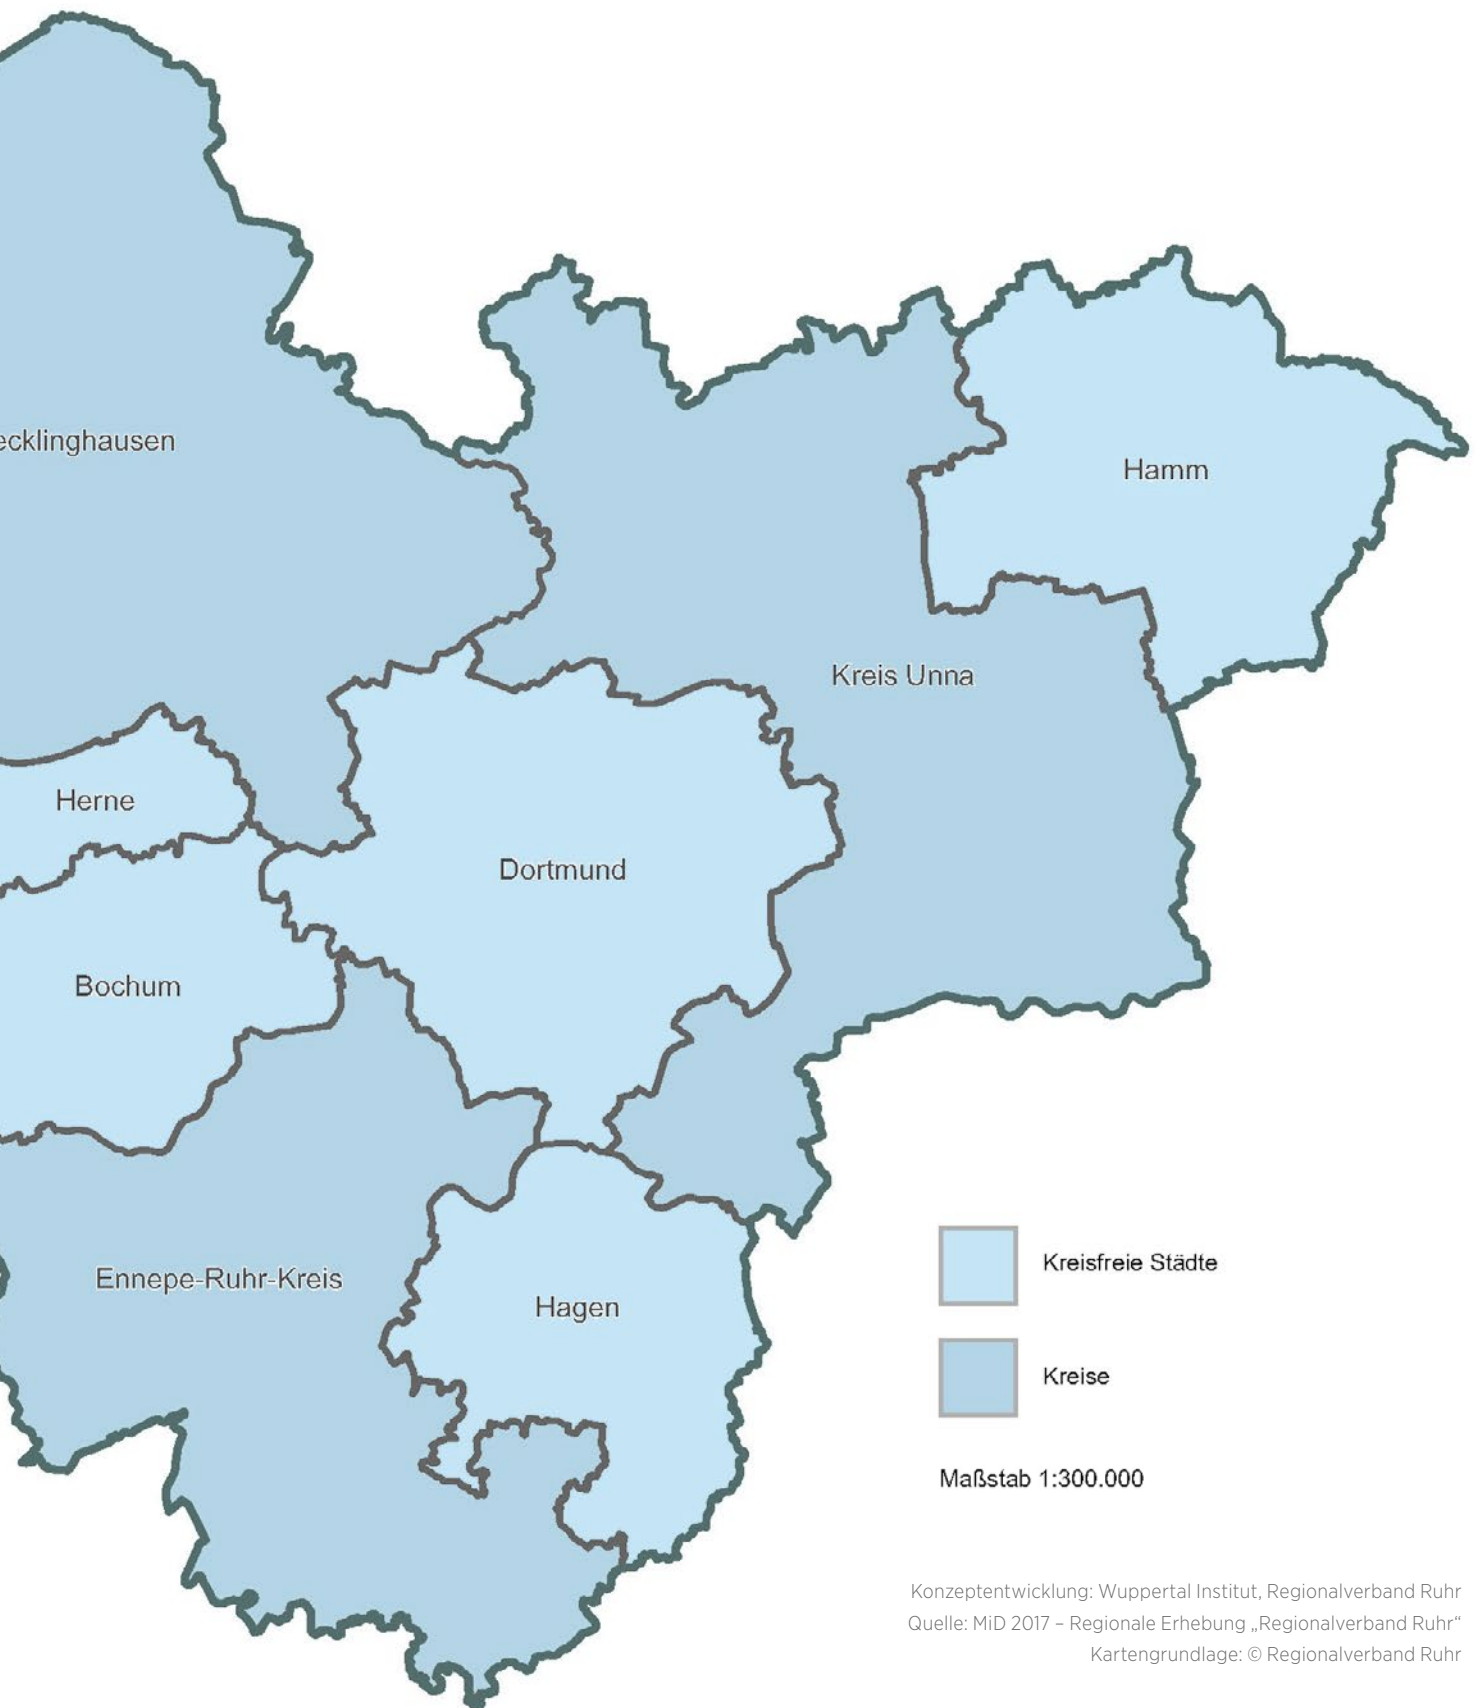 ecklinghausen
Hamm
Kreis Unna
Herne
Dortmund
Bochum
Ennepe-Ruhr-Kreis
Hagen
Kreisfreie Städte
Kreise
Maßstab 1:300.000
Konzeptentwicklung: Wuppertal Institut, Regionalverband Ruhr
Quelle: MiD 2017 – Regionale Erhebung „Regionalverband Ruhr“
Kartengrundlage: © Regionalverband Ruhr